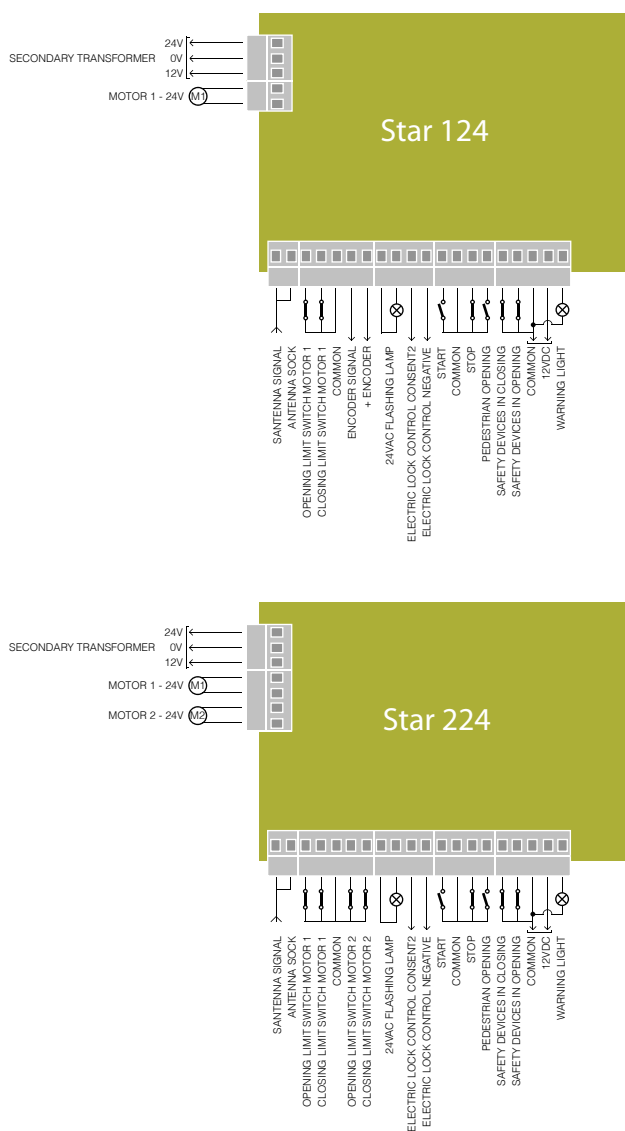 24V
SECONDARY TRANSFORMER 0V
12V
MOTOR 1 - 24V M1
Star 124
SANTENNA SIGNAL
ANTENNA SOCK
OPENING LIMIT SWITCH MOTOR 1
CLOSING LIMIT SWITCH MOTOR 1
COMMON
ENCODER SIGNAL
+ ENCODER
24VAC FLASHING LAMP
ELECTRIC LOCK CONTROL CONSENT2
ELECTRIC LOCK CONTROL NEGATIVE
START
COMMON
STOP
PEDESTRIAN OPENING
SAFETY DEVICES IN CLOSING
SAFETY DEVICES IN OPENING
COMMON
12VDC
WARNING LIGHT
24V
SECONDARY TRANSFORMER 0V
12V
MOTOR 1 - 24V M1
MOTOR 2 - 24V M2
Star 224
SANTENNA SIGNAL
ANTENNA SOCK
OPENING LIMIT SWITCH MOTOR 1
CLOSING LIMIT SWITCH MOTOR 1
COMMON
OPENING LIMIT SWITCH MOTOR 2
CLOSING LIMIT SWITCH MOTOR 2
24VAC FLASHING LAMP
ELECTRIC LOCK CONTROL CONSENT2
ELECTRIC LOCK CONTROL NEGATIVE
START
COMMON
STOP
PEDESTRIAN OPENING
SAFETY DEVICES IN CLOSING
SAFETY DEVICES IN OPENING
COMMON
12VDC
WARNING LIGHT